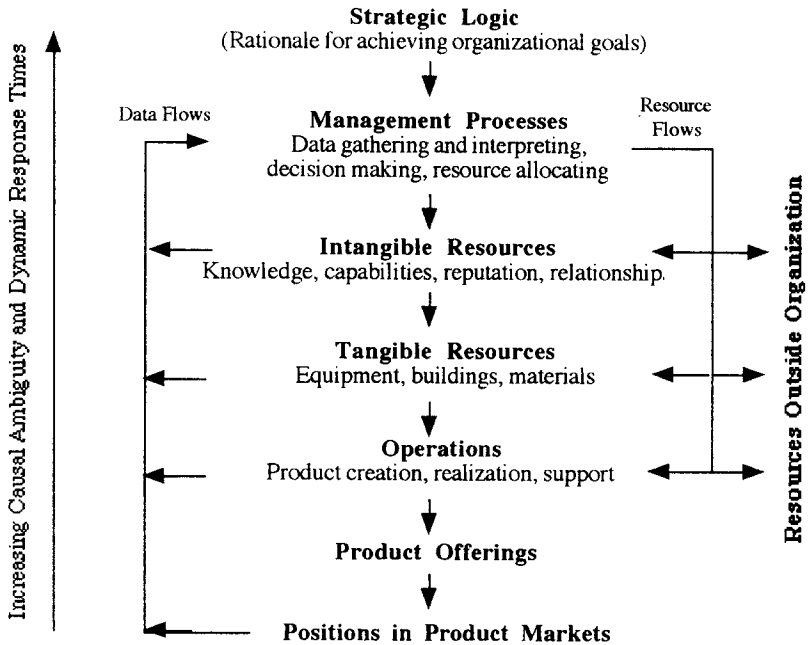 Strategic Logic
(Rationale for achieving organizational goals)
Data Flows
Resource
Flows
Management Processes
Data gathering and interpreting,
decision making, resource allocating
Intangible Resources
Knowledge, capabilities, reputation, relationship
Tangible Resources
Equipment, buildings, materials
Operations
Product creation, realization, support
Product Offerings
Positions in Product Markets
Increasing Causal Ambiguity and Dynamic Response Times
Resources Outside Organization